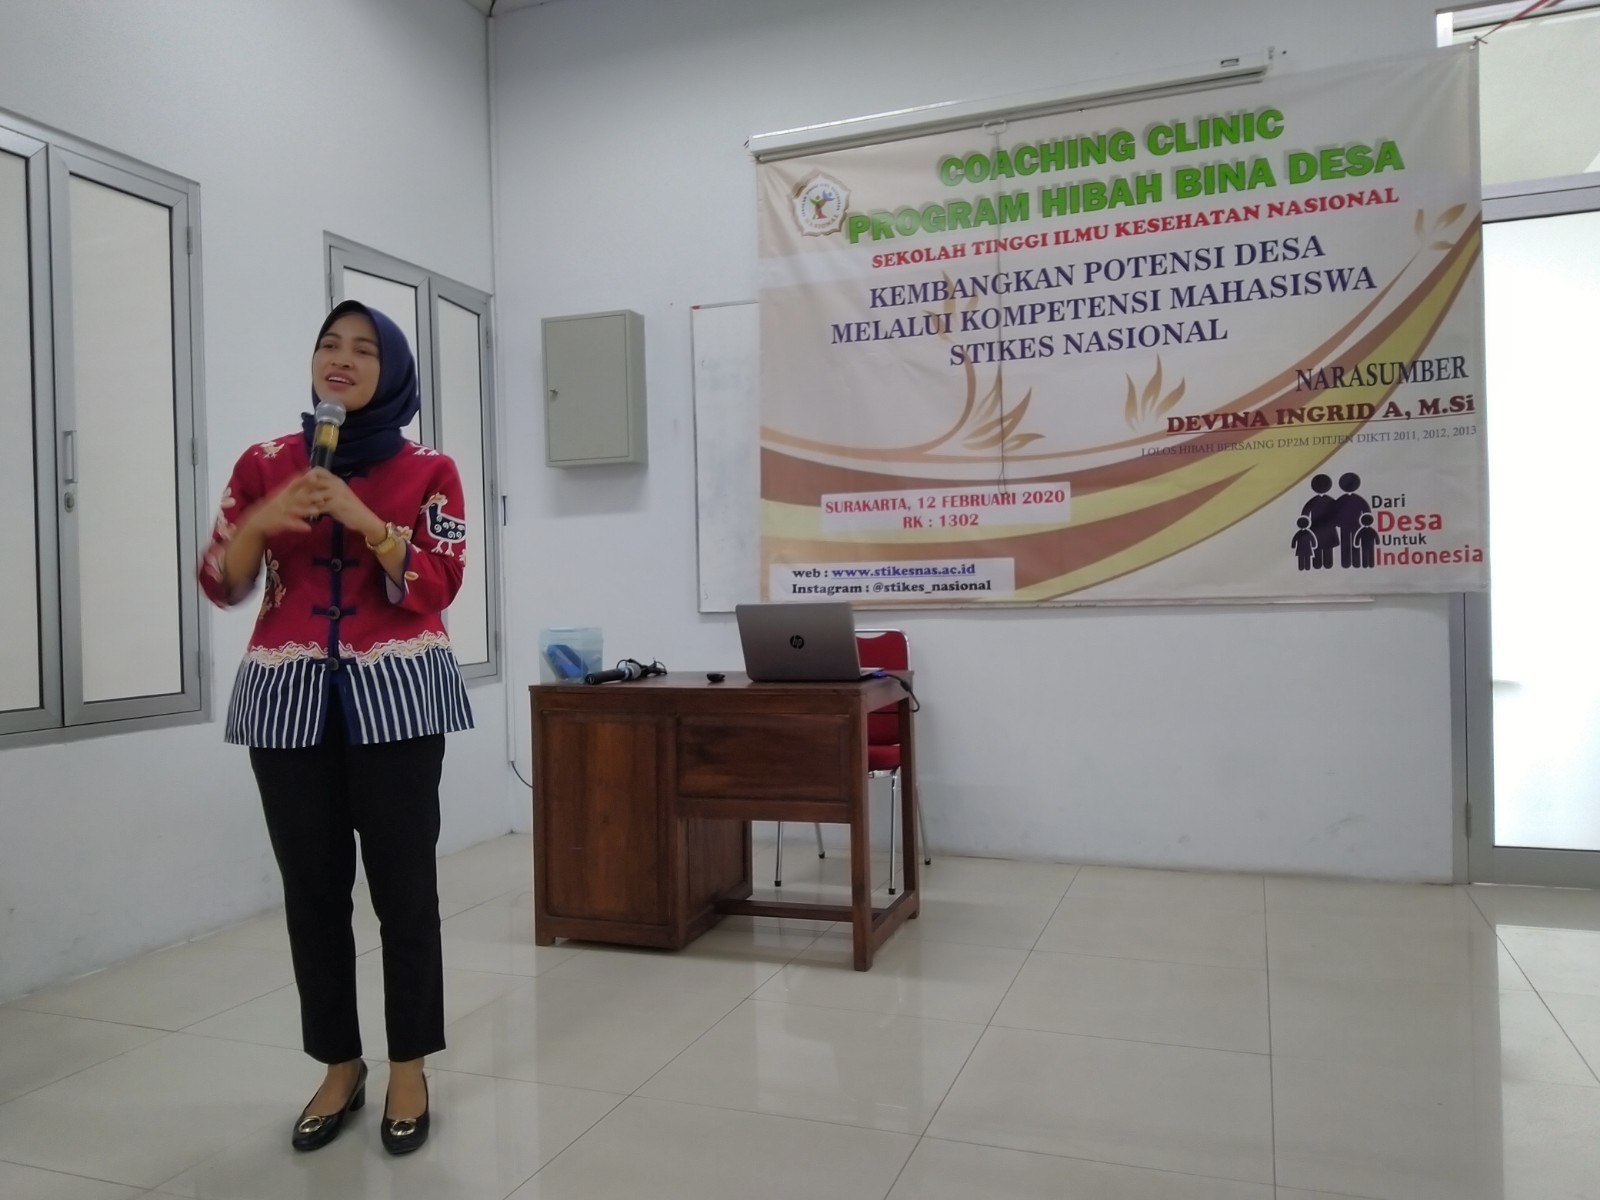 COACHING CLINIC
PROGRAM HIBAH BINA DESA
SEKOLAH TINGGI ILMU KESEHATAN NASIONAL
KEMBANGKAN POTENSI DESA
MELALUI KOMPETENSI MAHASISWA
STIKES NASIONAL
NARASUMBER
DEVINA INGRID A, M.Si
LOLOS HIBAH BERSAING DP2M DITJEN DIKTI 2011, 2012, 2013
SURAKARTA, 12 FEBRUARI 2020
RK : 1302
Dari
Desa
Untuk
Indonesia
web : www.stikesnas.ac.id
Instagram : @stikes_nasional
hp